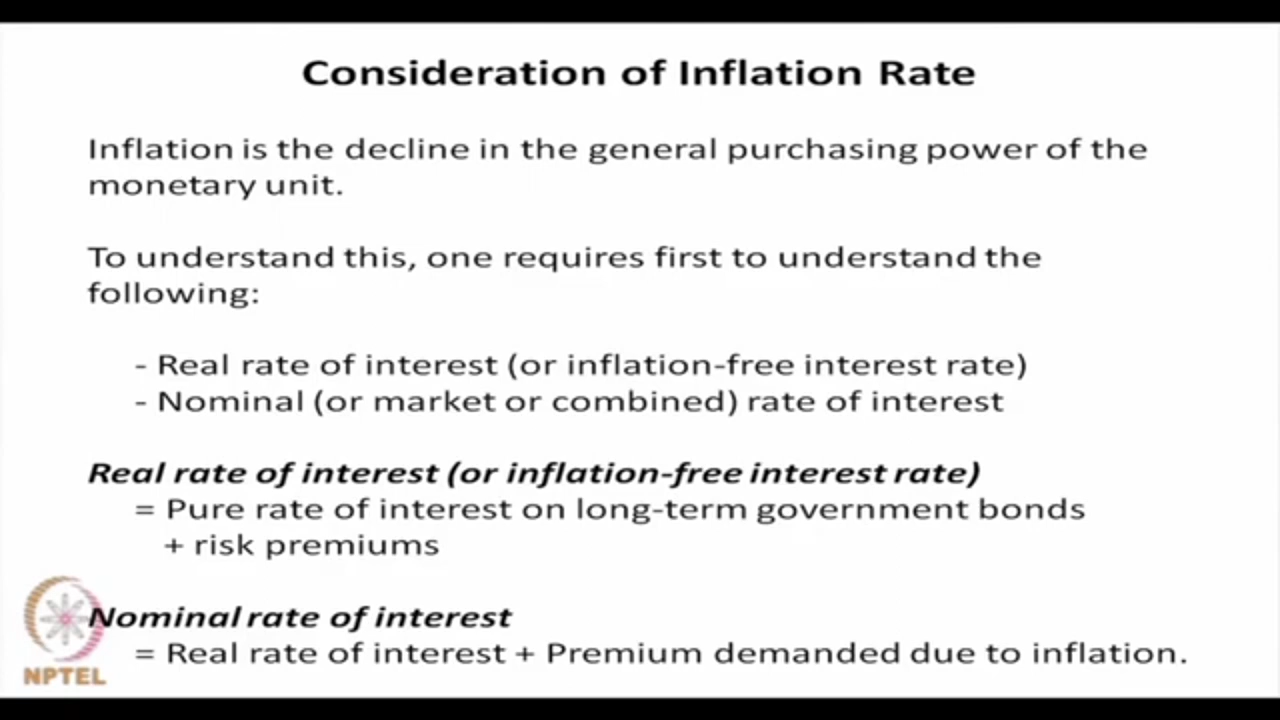 Consideration of Inflation Rate
Inflation is the decline in the general purchasing power of the
monetary unit.
To understand this, one requires first to understand the
following:
- Real rate of interest (or inflation-free interest rate)
- Nominal (or market or combined) rate of interest
Real rate of interest (or inflation-free interest rate)
= Pure rate of interest on long-term government bonds
+ risk premiums
Nominal rate of interest
= Real rate of interest + Premium demanded due to inflation.
NPTEL